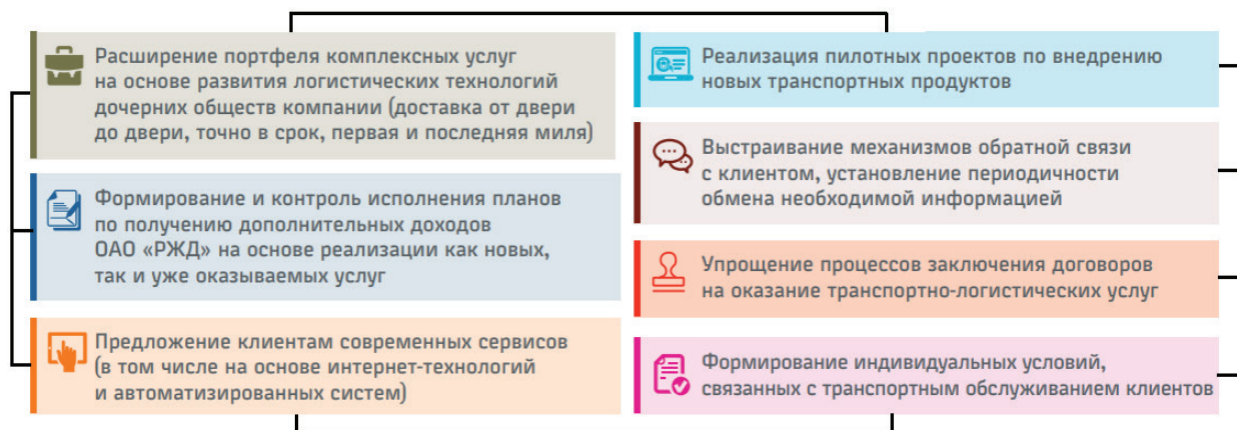 Расширение портфеля комплексных услуг
на основе развития логистических технологий
дочерних обществ компании (доставка от двери
до двери, точно в срок, первая и последняя миля)
Формирование и контроль исполнения планов
по получению дополнительных доходов
ОАО «РЖД» на основе реализации как новых,
так и уже оказываемых услуг
Предложение клиентам современных сервисов
(в том числе на основе интернет-технологий
и автоматизированных систем)
Реализация пилотных проектов по внедрению
новых транспортных продуктов
Выстраивание механизмов обратной связи
с клиентом, установление периодичности
обмена необходимой информацией
Упрощение процессов заключения договоров
на оказание транспортно-логистических услуг
Формирование индивидуальных условий,
связанных с транспортным обслуживанием клиентов